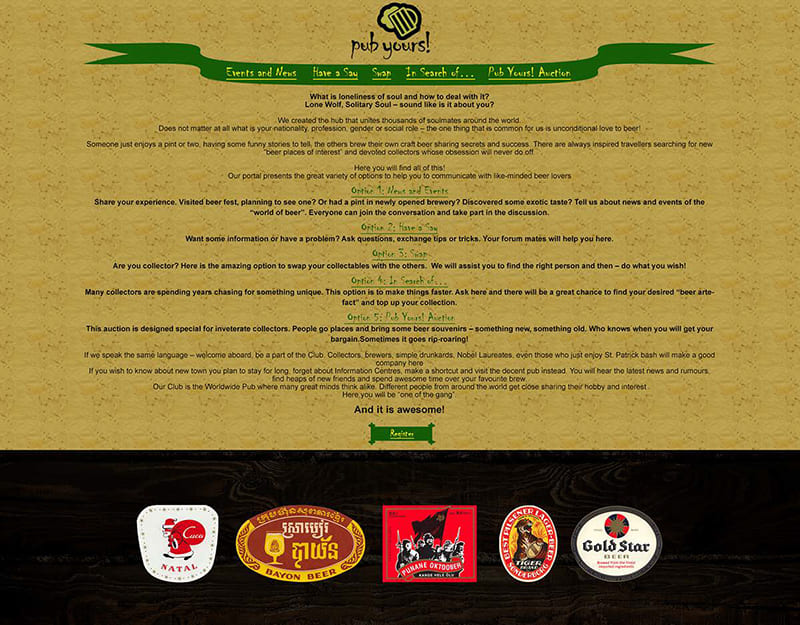 pub yours!
Events and News Have a Say Swap In Search of... Pub Yours! Auction
What is loneliness of soul and how to deal with it?
Lone Wolf, Solitary Soul – sound like is it about you?
We created the hub that unites thousands of soulmates around the world.
Does not matter at all what is your nationality, profession, gender or social role – the one thing that is common for us is unconditional love to beer!
Someone just enjoys a pint or two, having some funny stories to tell, the others brew their own craft beer sharing secrets and success. There are always inspired travellers searching for new
"beer places of interest" and devoted collectors whose obsession will never do off.
Here you will find all of this!
Our portal presents the great variety of options to help you to communicate with like-minded beer lovers
Option 1: News and Events
Share your experience. Visited beer fest, planning to see one? Or had a pint in newly opened brewery? Discovered some exotic taste? Tell us about news and events of the
“world of beer”. Everyone can join the conversation and take part in the discussion.
Option 2: Have a Say
Want some information or have a problem? Ask questions, exchange tips or tricks. Your forum mates will help you here.
Option 3: Swap
Are you collector? Here is the amazing option to swap your collectables with the others. We will assist you to find the right person and then – do what you wish!
Option 4: In Search of...
Many collectors are spending years chasing for something unique. This option is to make things faster. Ask here and there will be a great chance to find your desired “beer arte-
fact” and top up your collection.
Option 5: Pub Yours! Auction
This auction is designed special for inveterate collectors. People go places and bring some beer souvenirs – something new, something old. Who knows when you will get your
bargain.Sometimes it goes rip-roaring!
If we speak the same language – welcome aboard, be a part of the Club. Collectors, brewers, simple drunkards, Nobel Laureates, even those who just enjoy St. Patrick bash will make a good
company here
If you wish to know about new town you plan to stay for long, forget about Information Centres, make a shortcut and visit the decent pub instead. You will hear the latest news and rumours,
find heaps of new friends and spend awesome time over your favourite brew.
Our Club is the Worldwide Pub where many great minds think alike. Different people from around the world get close sharing their hobby and interest.
Here you will be “one of the gang”.
And it is awesome!
Register
Cuca
NATAL
ស្រាបៀរ
បាយ័ន
BAYON BEER
PUNANE OKTOOBER
KANGE HELE ÕLU
BEST PILSENER LAGER-BEER
TIGER
BRAND
SONDERBURG
Gold Star
BEER